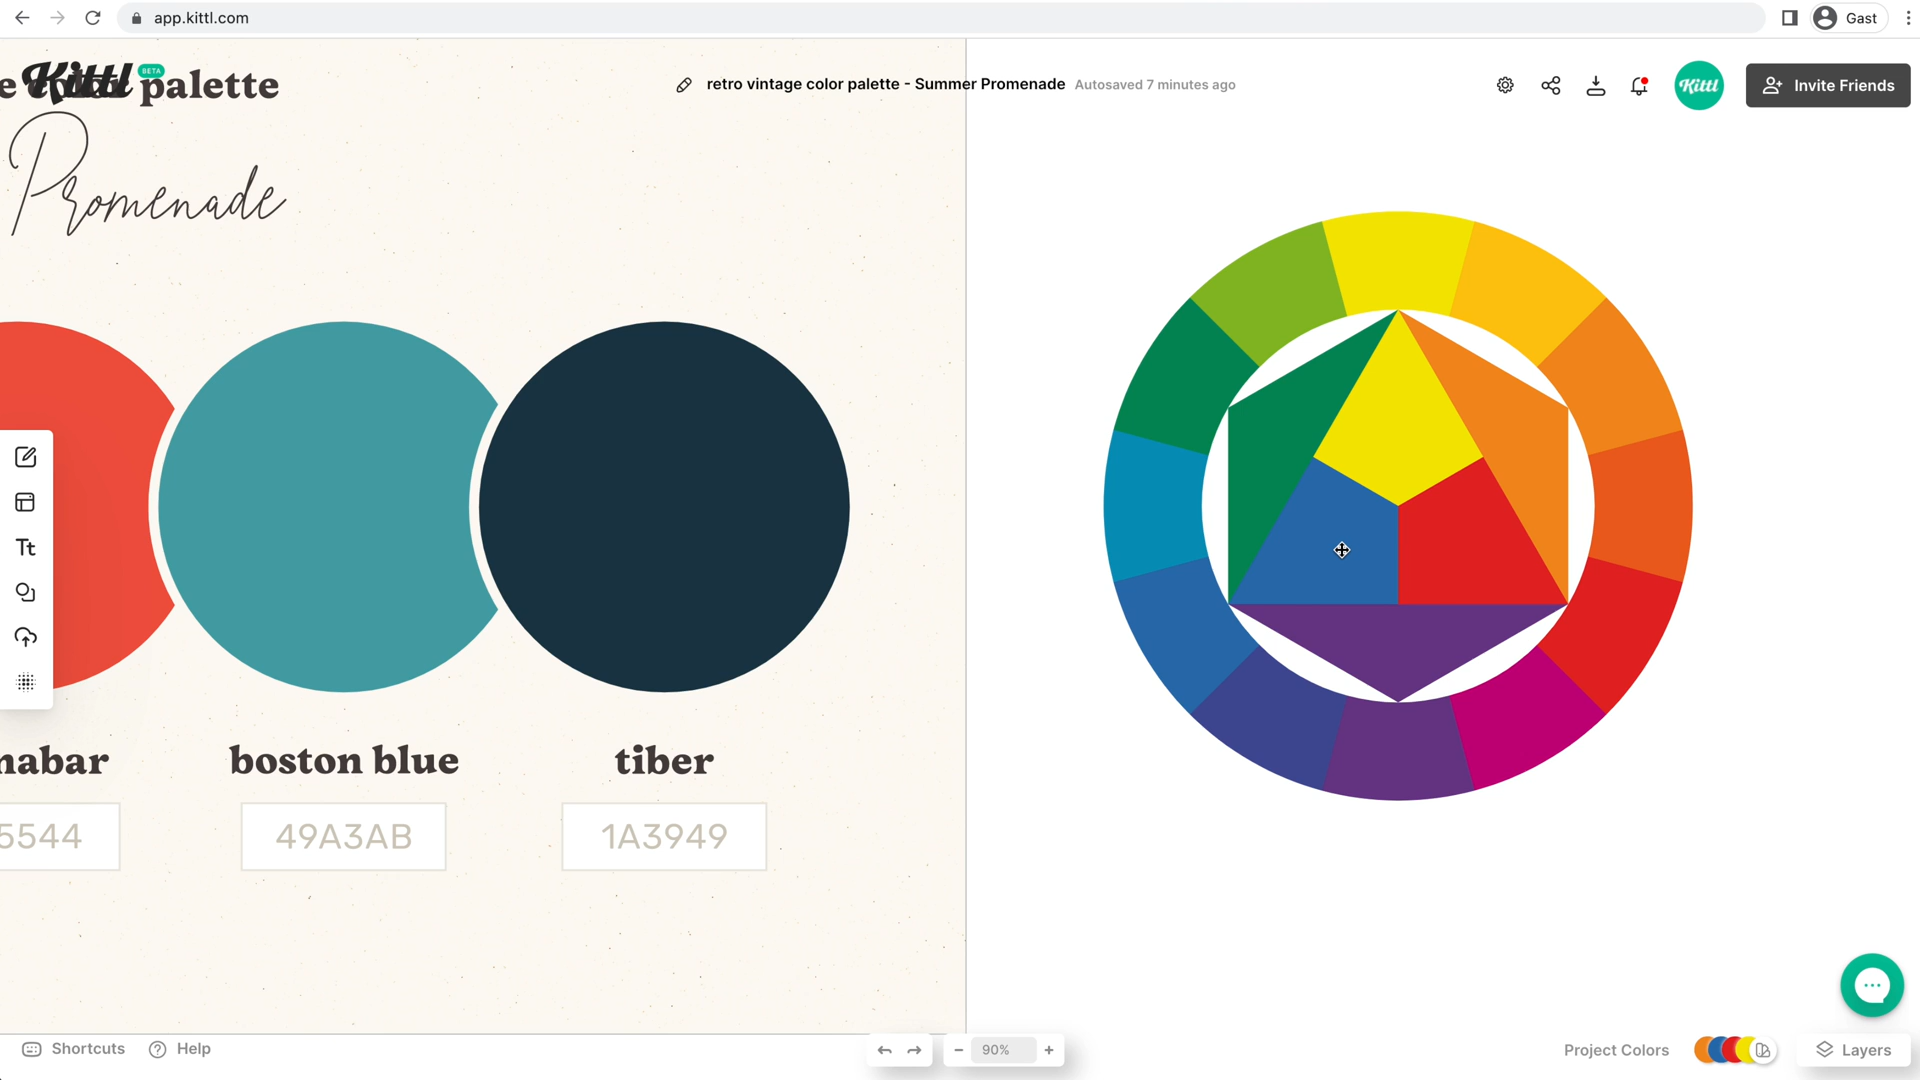 app.kittl.com
Gast
palette
Kittl
BETA
retro vintage color palette - Summer Promenade
Autosaved 7 minutes ago
Kittl
Invite Friends
Promenade
Tt
nabar
boston blue
tiber
5544
49A3AB
1A3949
Shortcuts
Help
90%
Project Colors
Layers